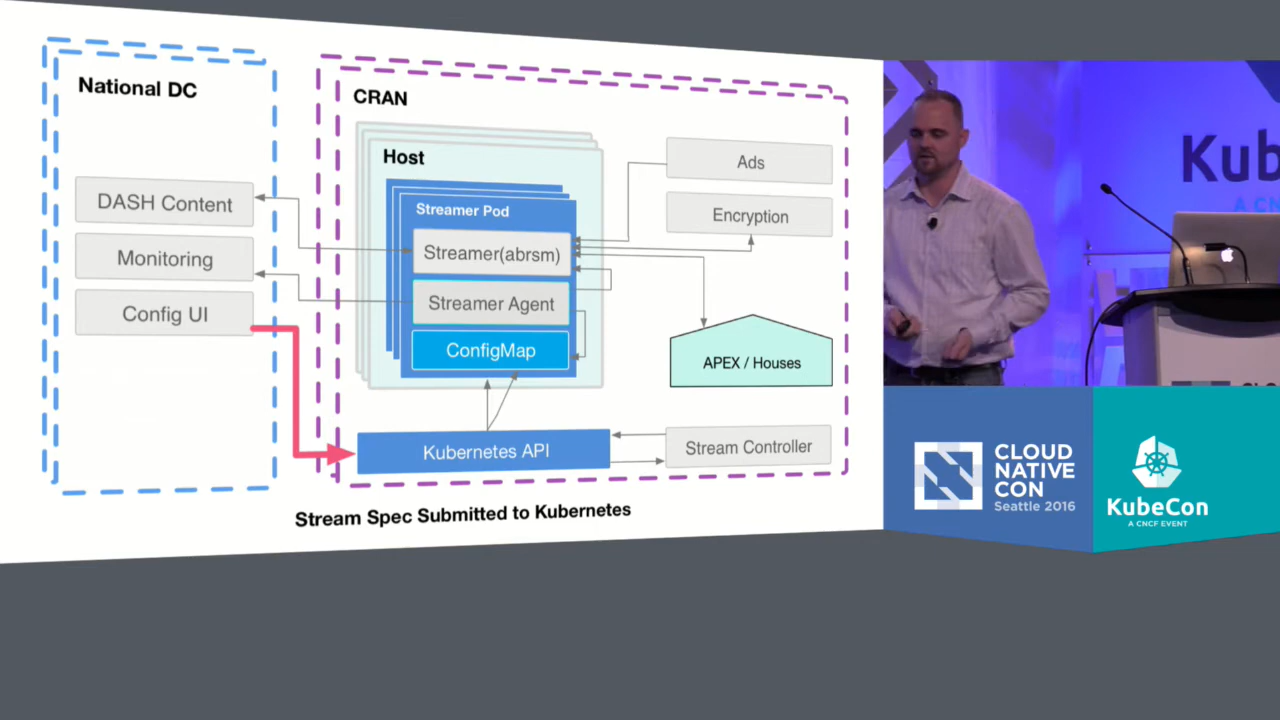 National DC
DASH Content
Monitoring
Config UI
CRAN
Host
Streamer Pod
Streamer(abrsm)
Streamer Agent
ConfigMap
Ads
Encryption
APEX / Houses
Kubernetes API
Stream Controller
Stream Spec Submitted to Kubernetes
Kub
A CN
CLOUD
NATIVE
CON
Seattle 2016
KubeCon
A CNCF EVENT